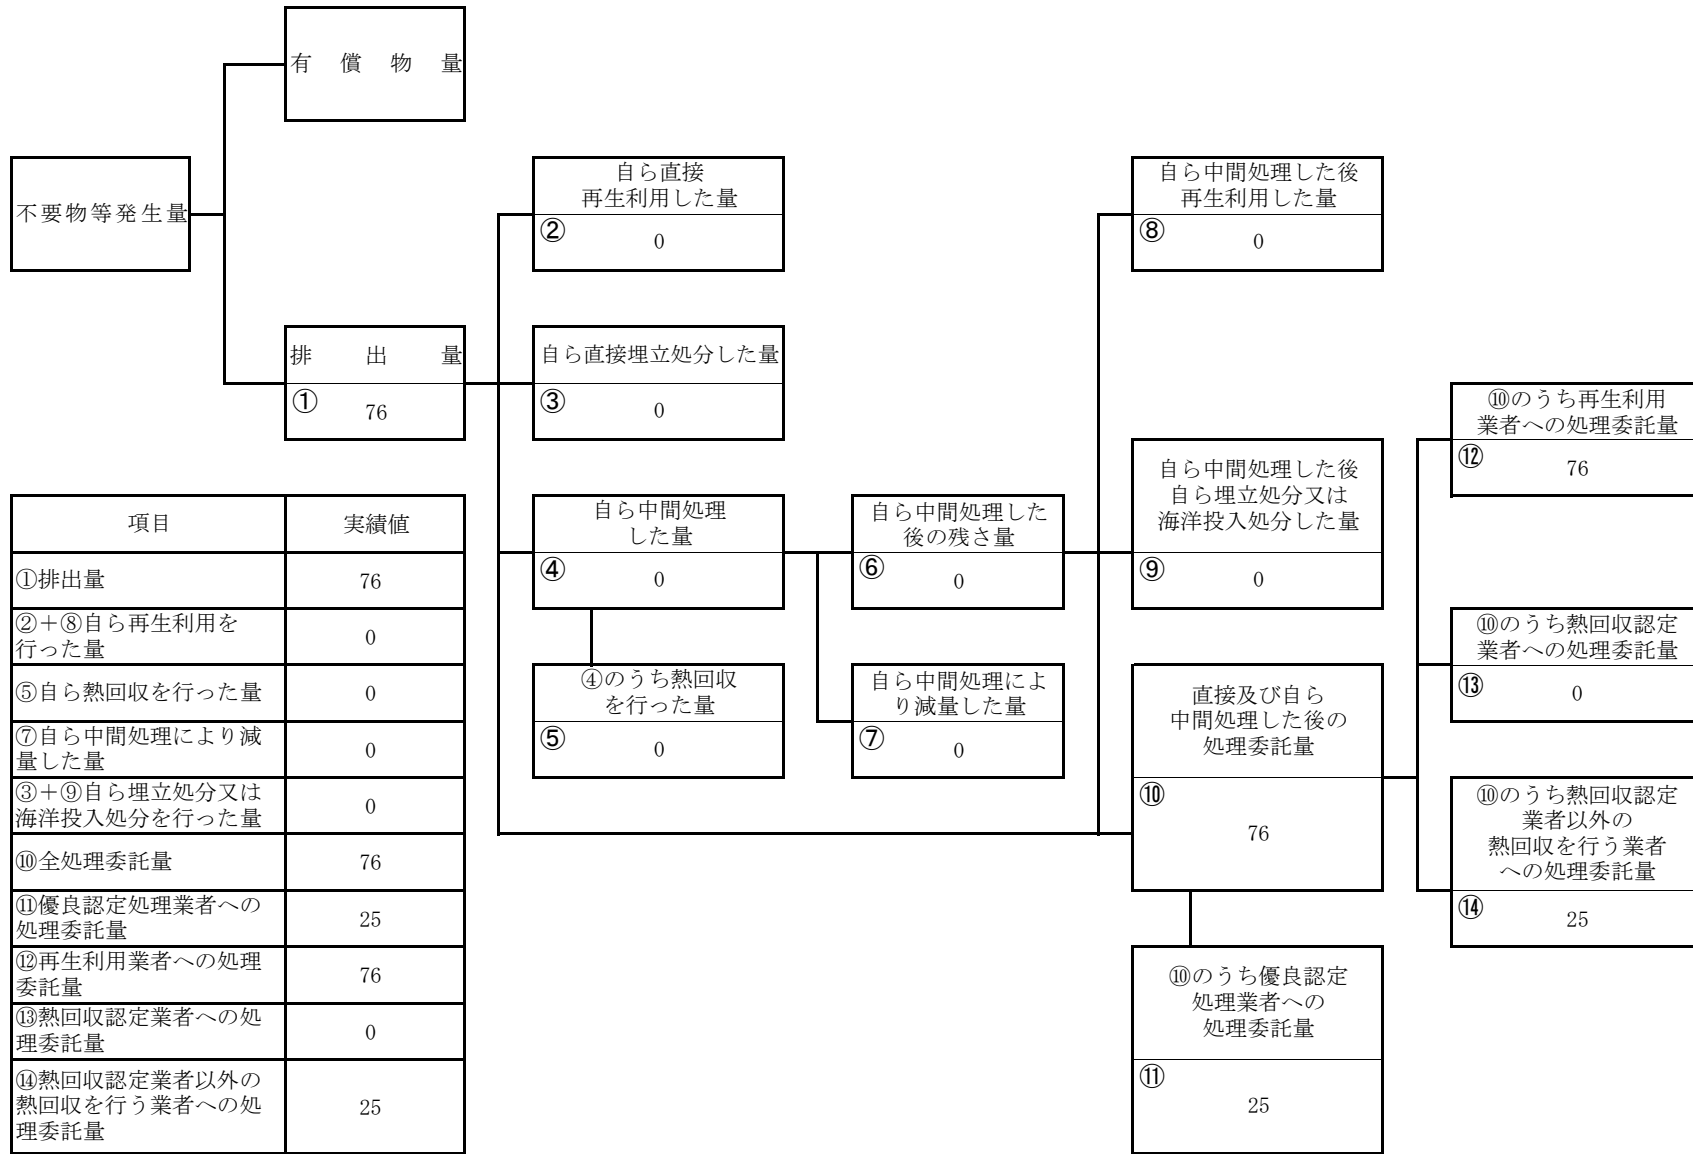 有償物量
不要物等発生量
排出量
① 76
自ら直接
再生利用した量
② 0
自ら直接埋立処分した量
③ 0
自ら中間処理
した量
④ 0
④のうち熱回収
を行った量
⑤ 0
自ら中間処理した
後の残さ量
⑥ 0
自ら中間処理によ
り減量した量
⑦ 0
自ら中間処理した後
再生利用した量
⑧ 0
自ら中間処理した後
自ら埋立処分又は
海洋投入処分した量
⑨ 0
直接及び自ら
中間処理した後の
処理委託量
⑩
76
⑩のうち優良認定
処理業者への
処理委託量
⑪
25
⑩のうち再生利用
業者への処理委託量
⑫ 76
⑩のうち熱回収認定
業者への処理委託量
⑬ 0
⑩のうち熱回収認定
業者以外の
熱回収を行う業者
への処理委託量
⑭ 25
項目 実績値
①排出量 76
②+⑧自ら再生利用を
行った量 0
⑤自ら熱回収を行った量 0
⑦自ら中間処理により減
量した量 0
③+⑨自ら埋立処分又は
海洋投入処分を行った量 0
⑩全処理委託量 76
⑪優良認定処理業者への
処理委託量 25
⑫再生利用業者への処理
委託量 76
⑬熱回収認定業者への処
理委託量 0
⑭熱回収認定業者以外の
熱回収を行う業者への処 25
理委託量